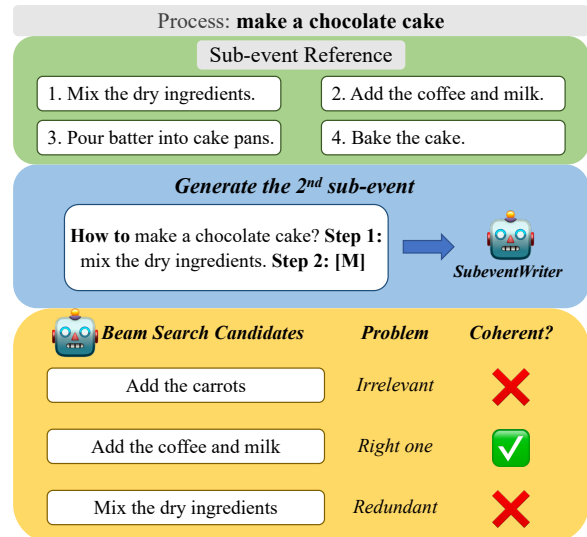 Process: make a chocolate cake
Sub-event Reference
1. Mix the dry ingredients.
2. Add the coffee and milk.
3. Pour batter into cake pans.
4. Bake the cake.
Generate the 2nd sub-event
How to make a chocolate cake? Step 1:
mix the dry ingredients. Step 2: [M]
SubeventWriter
Beam Search Candidates Problem Coherent?
Add the carrots Irrelevant
Add the coffee and milk Right one
Mix the dry ingredients Redundant